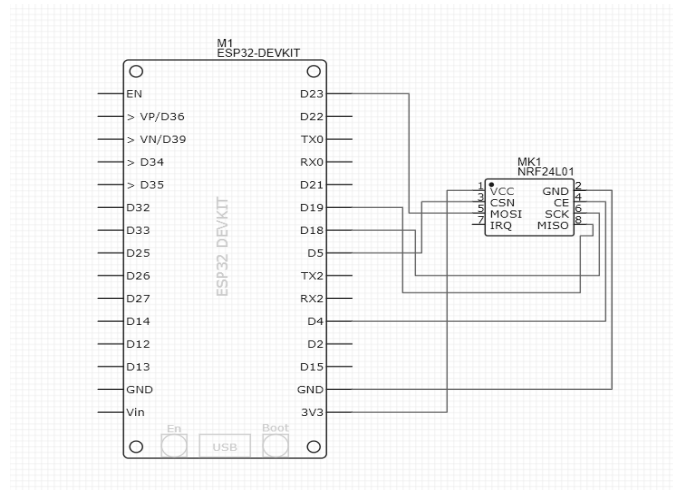 M1
ESP32-DEVKIT
EN
> VP/D36
> VN/D39
> D34
> D35
D32
D33
D25
D26
D27
D14
D12
D13
GND
Vin
ESP32 DEVKIT
En
USB
Boot
D23
D22
TX0
RX0
D21
D19
D18
D5
TX2
RX2
D4
D2
D15
GND
3V3
MK1
NRF24L01
1 VCC GND 2
3 CSN CE 4
5 MOSI SCK 6
7 IRQ MISO 8